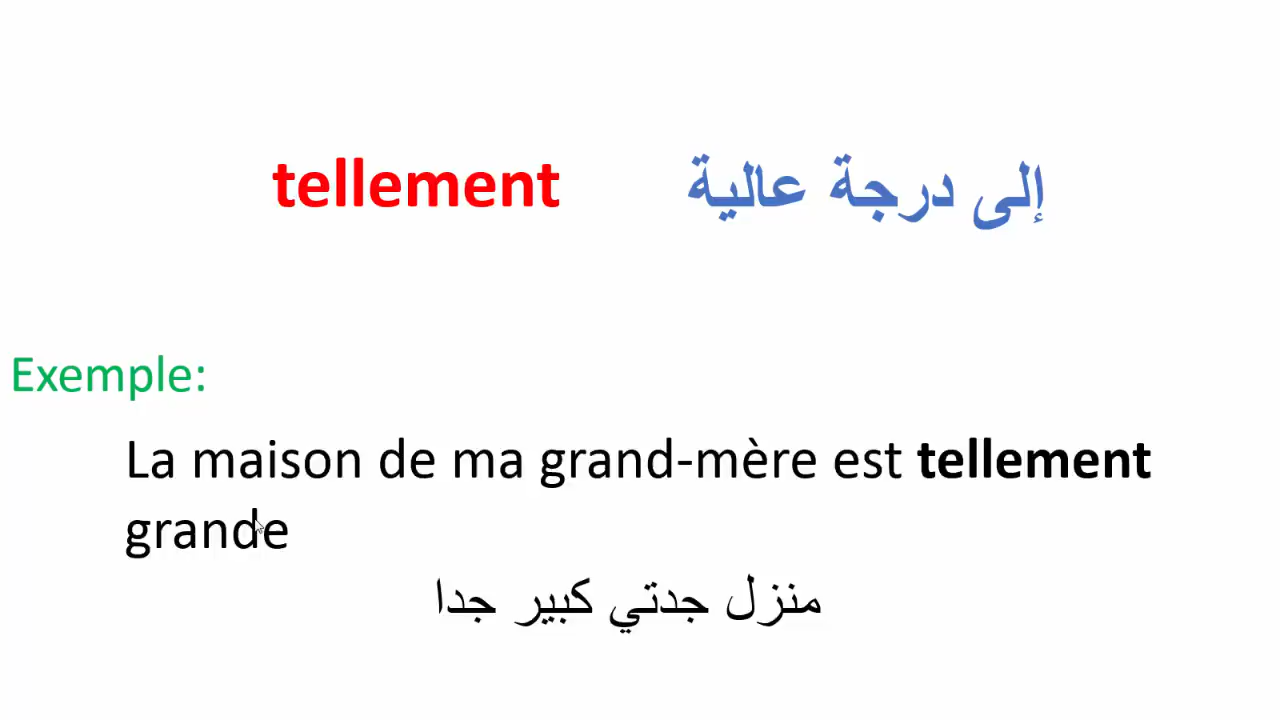 tellement إلى درجة عالية
Exemple:
La maison de ma grand-mère est tellement
grande
منزل جدتي كبير جدا